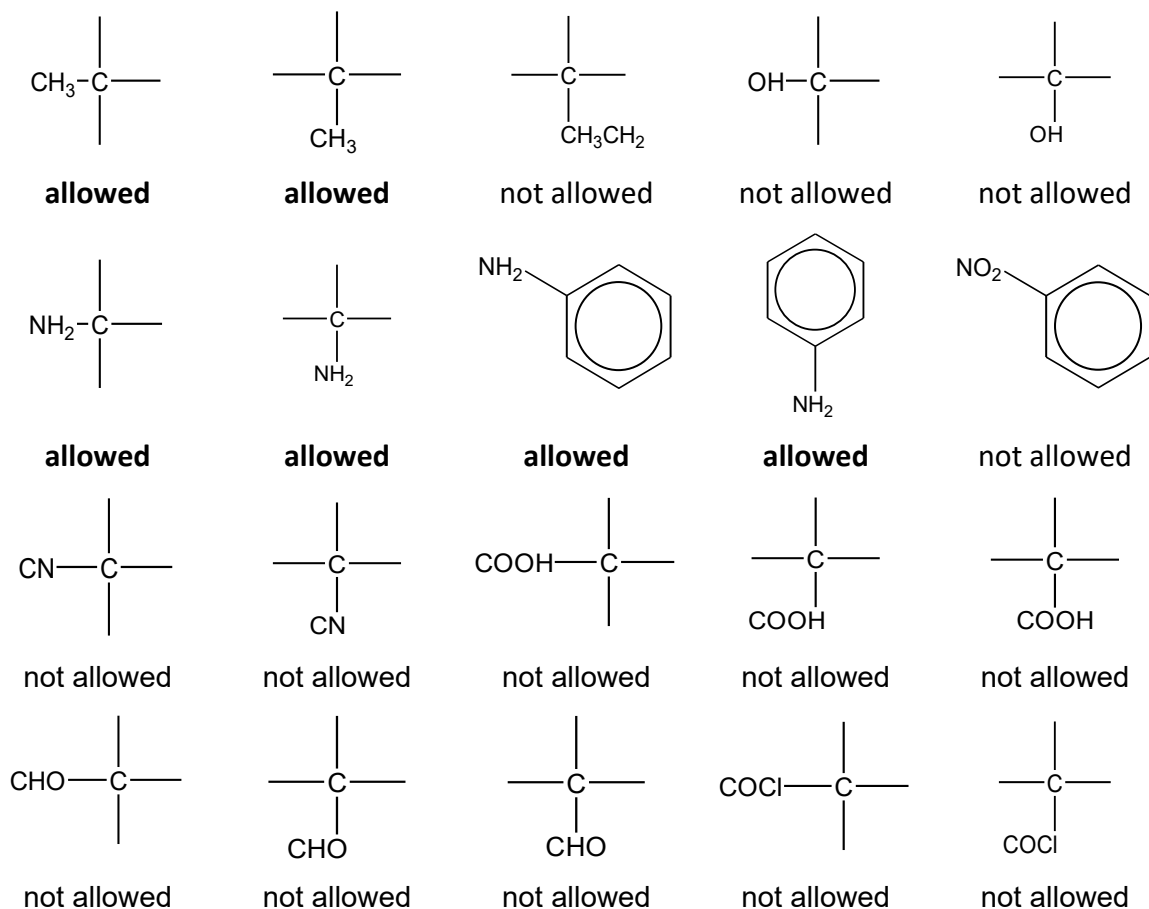 CH₃ C C C OH C C
CH₃ CH₃CH₂ OH
allowed allowed not allowed not allowed not allowed
NH₂ C C NH₂ NO₂
NH₂ NH₂
allowed allowed allowed allowed not allowed
CN C C COOH C C C
CN COOH COOH
not allowed not allowed not allowed not allowed not allowed
CHO C C C COCl C C
CHO CHO COCl
not allowed not allowed not allowed not allowed not allowed